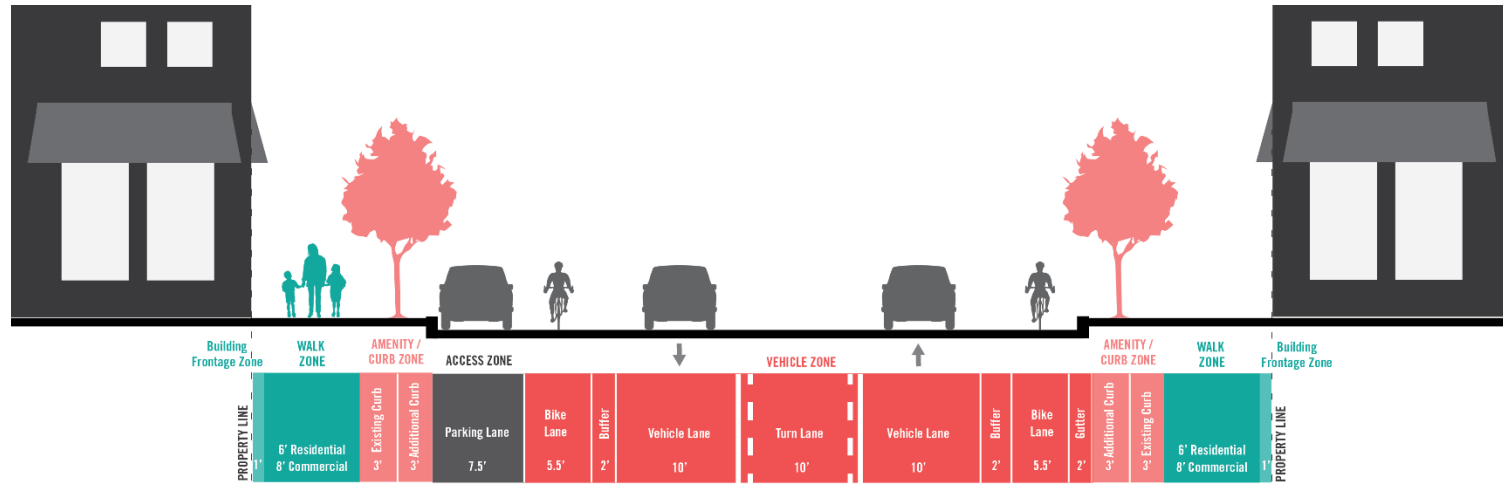 Building
Frontage Zone
WALK
ZONE
AMENITY /
CURB ZONE
ACCESS ZONE
VEHICLE ZONE
AMENITY /
CURB ZONE
WALK
ZONE
Building
Frontage Zone
PROPERTY LINE
1'
6' Residential
8' Commercial
Existing Curb
3'
Additional Curb
3'
Parking Lane
7.5'
Bike
Lane
5.5'
Buffer
2'
Vehicle Lane
10'
Turn Lane
10'
Vehicle Lane
10'
Buffer
2'
Bike
Lane
5.5'
Gutter
2'
Additional Curb
3'
Existing Curb
3'
6' Residential
8' Commercial
1'
PROPERTY LINE